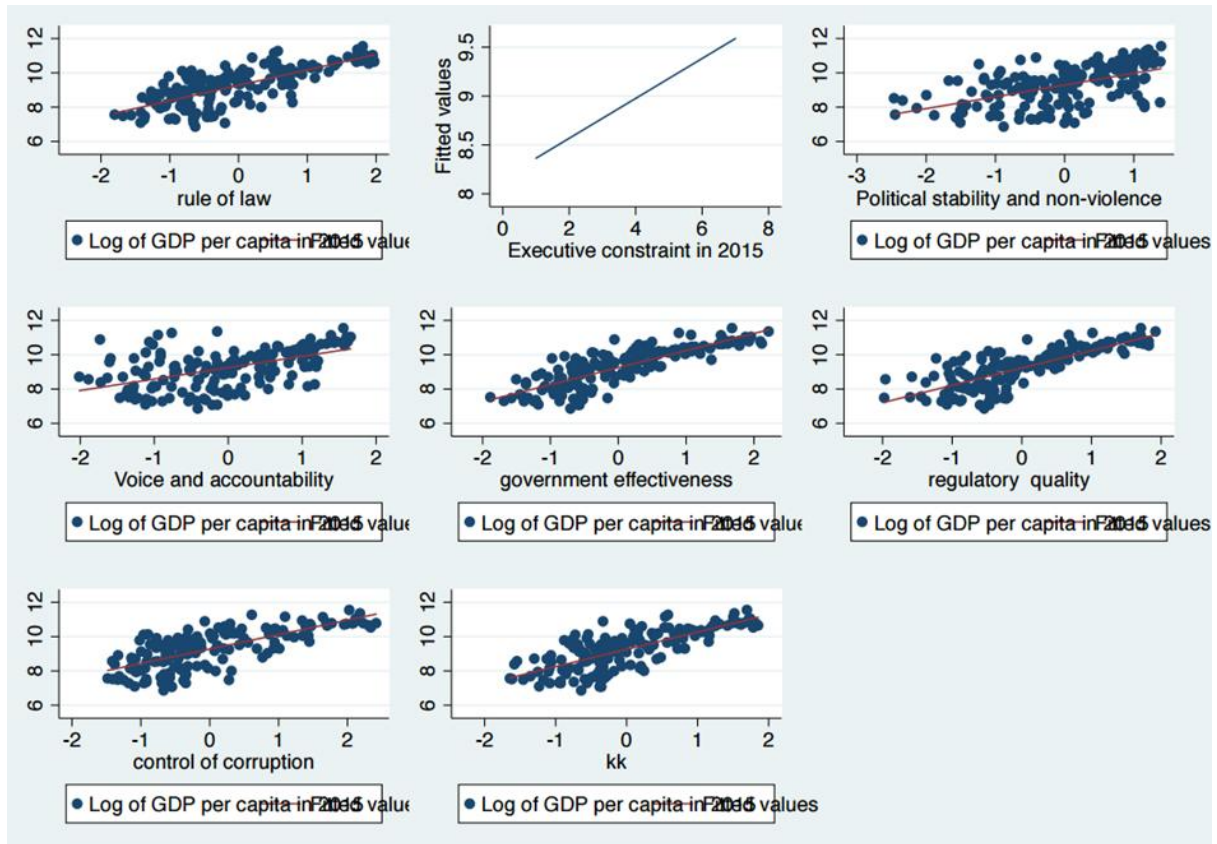 12
10
8
6
-2 -1 0 1 2
rule of law
Log of GDP per capita in 2015 Fitted value
9.5
9
8.5
8
Fitted values
0 2 4 6 8
Executive constraint in 2015
12
10
8
6
-3 -2 -1 0 1
Political stability and non-violence
Log of GDP per capita in 2015 Fitted values
12
10
8
6
-2 -1 0 1 2
Voice and accountability
Log of GDP per capita in 2015 Fitted value
12
10
8
6
-2 -1 0 1 2
government effectiveness
Log of GDP per capita in 2015 Fitted value
12
10
8
6
-2 -1 0 1 2
regulatory quality
Log of GDP per capita in 2015 Fitted values
12
10
8
6
-2 -1 0 1 2
control of corruption
Log of GDP per capita in 2015 Fitted value
12
10
8
6
-2 -1 0 1 2
kk
Log of GDP per capita in 2015 Fitted values